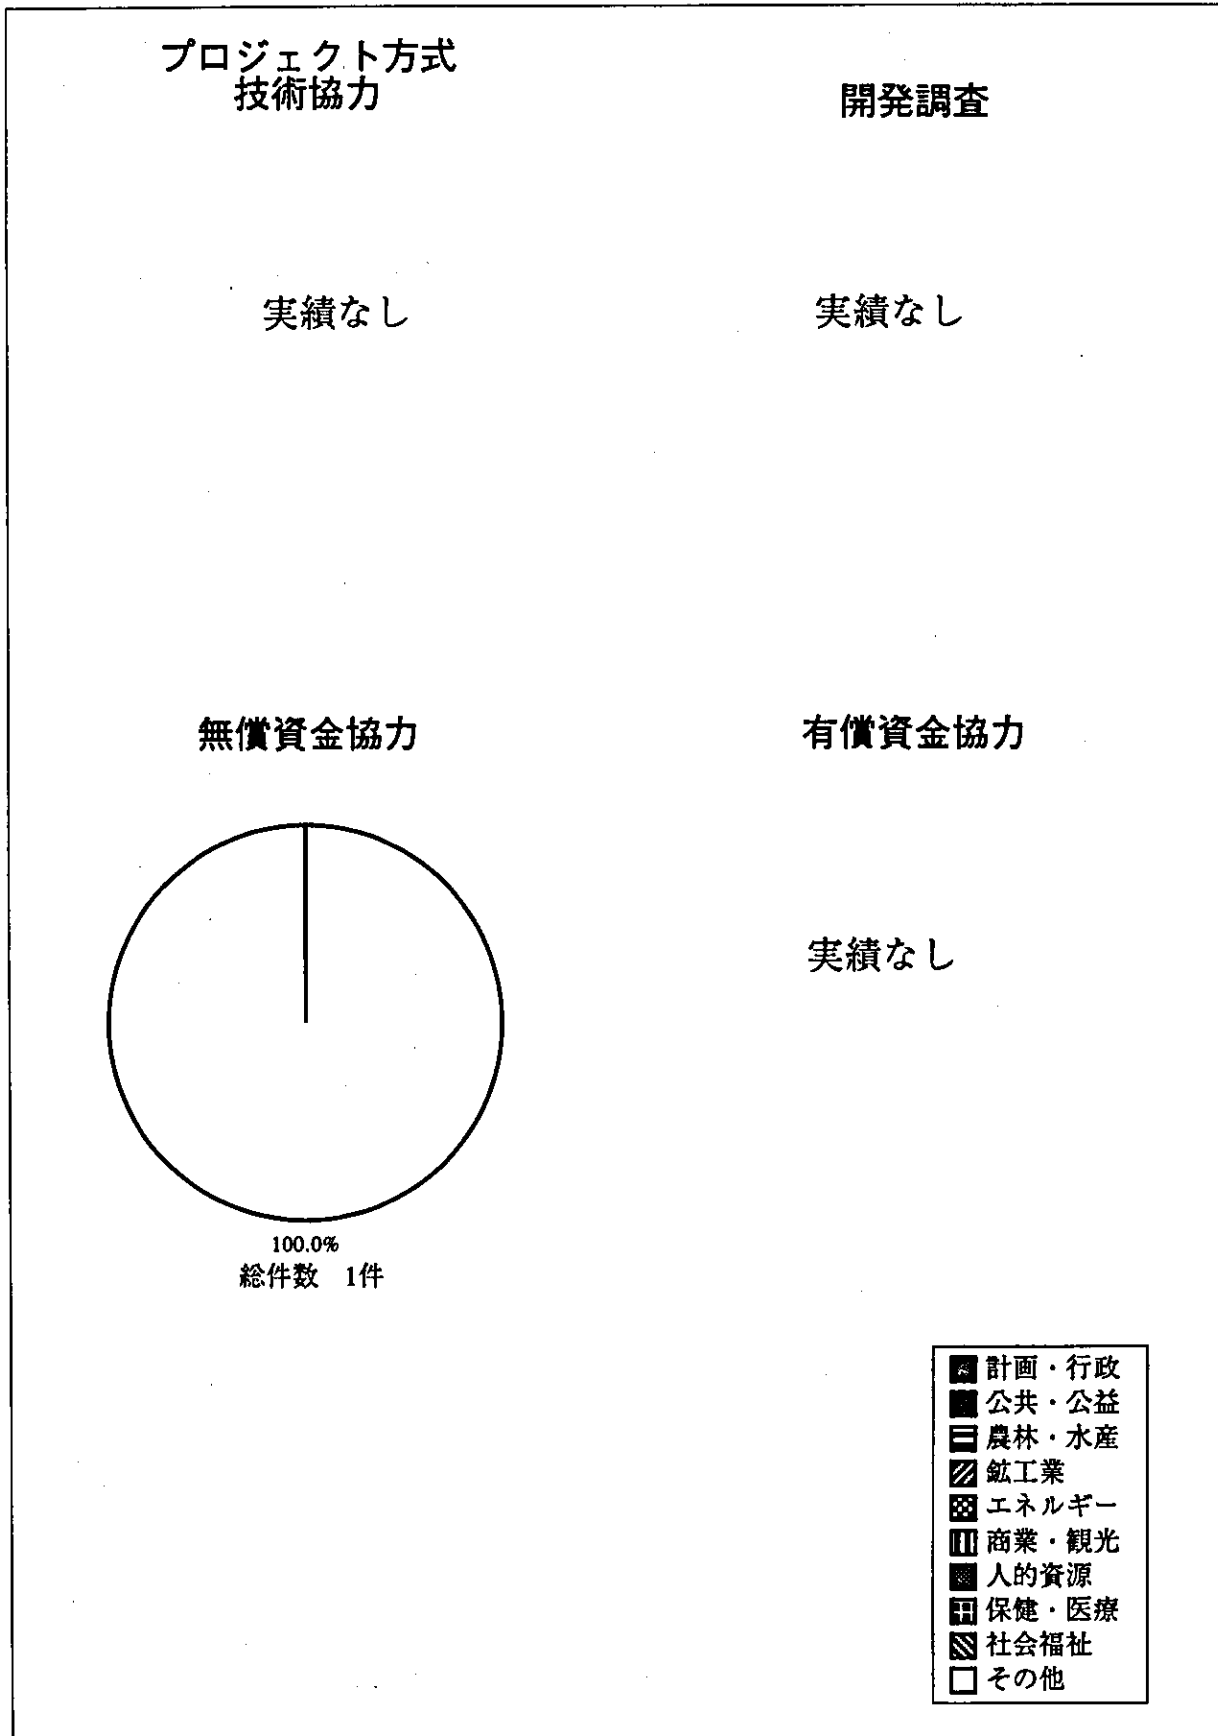 プロジェクト方式
技術協力
開発調査
実績なし
実績なし
無償資金協力
有償資金協力
実績なし
100.0%
総件数 1件
計画・行政
公共・公益
農林・水産
鉱工業
エネルギー
商業・観光
人的資源
保健・医療
社会福祉
その他